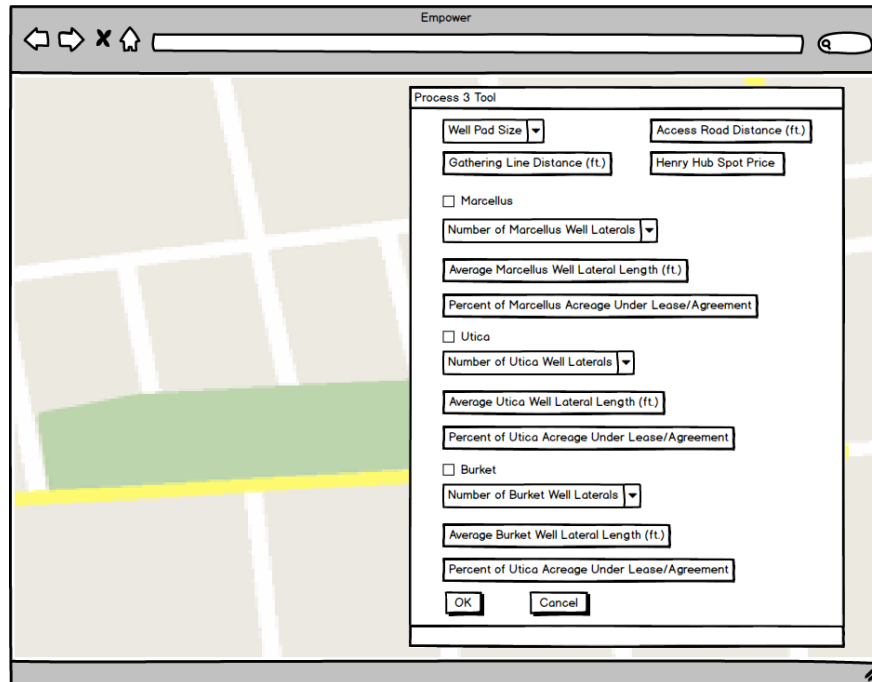 Empower
Process 3 Tool
Well Pad Size
Access Road Distance (ft.)
Gathering Line Distance (ft.)
Henry Hub Spot Price
Marcellus
Number of Marcellus Well Laterals
Average Marcellus Well Lateral Length (ft.)
Percent of Marcellus Acreage Under Lease/Agreement
Utica
Number of Utica Well Laterals
Average Utica Well Lateral Length (ft.)
Percent of Utica Acreage Under Lease/Agreement
Burket
Number of Burket Well Laterals
Average Burket Well Lateral Length (ft.)
Percent of Utica Acreage Under Lease/Agreement
OK
Cancel